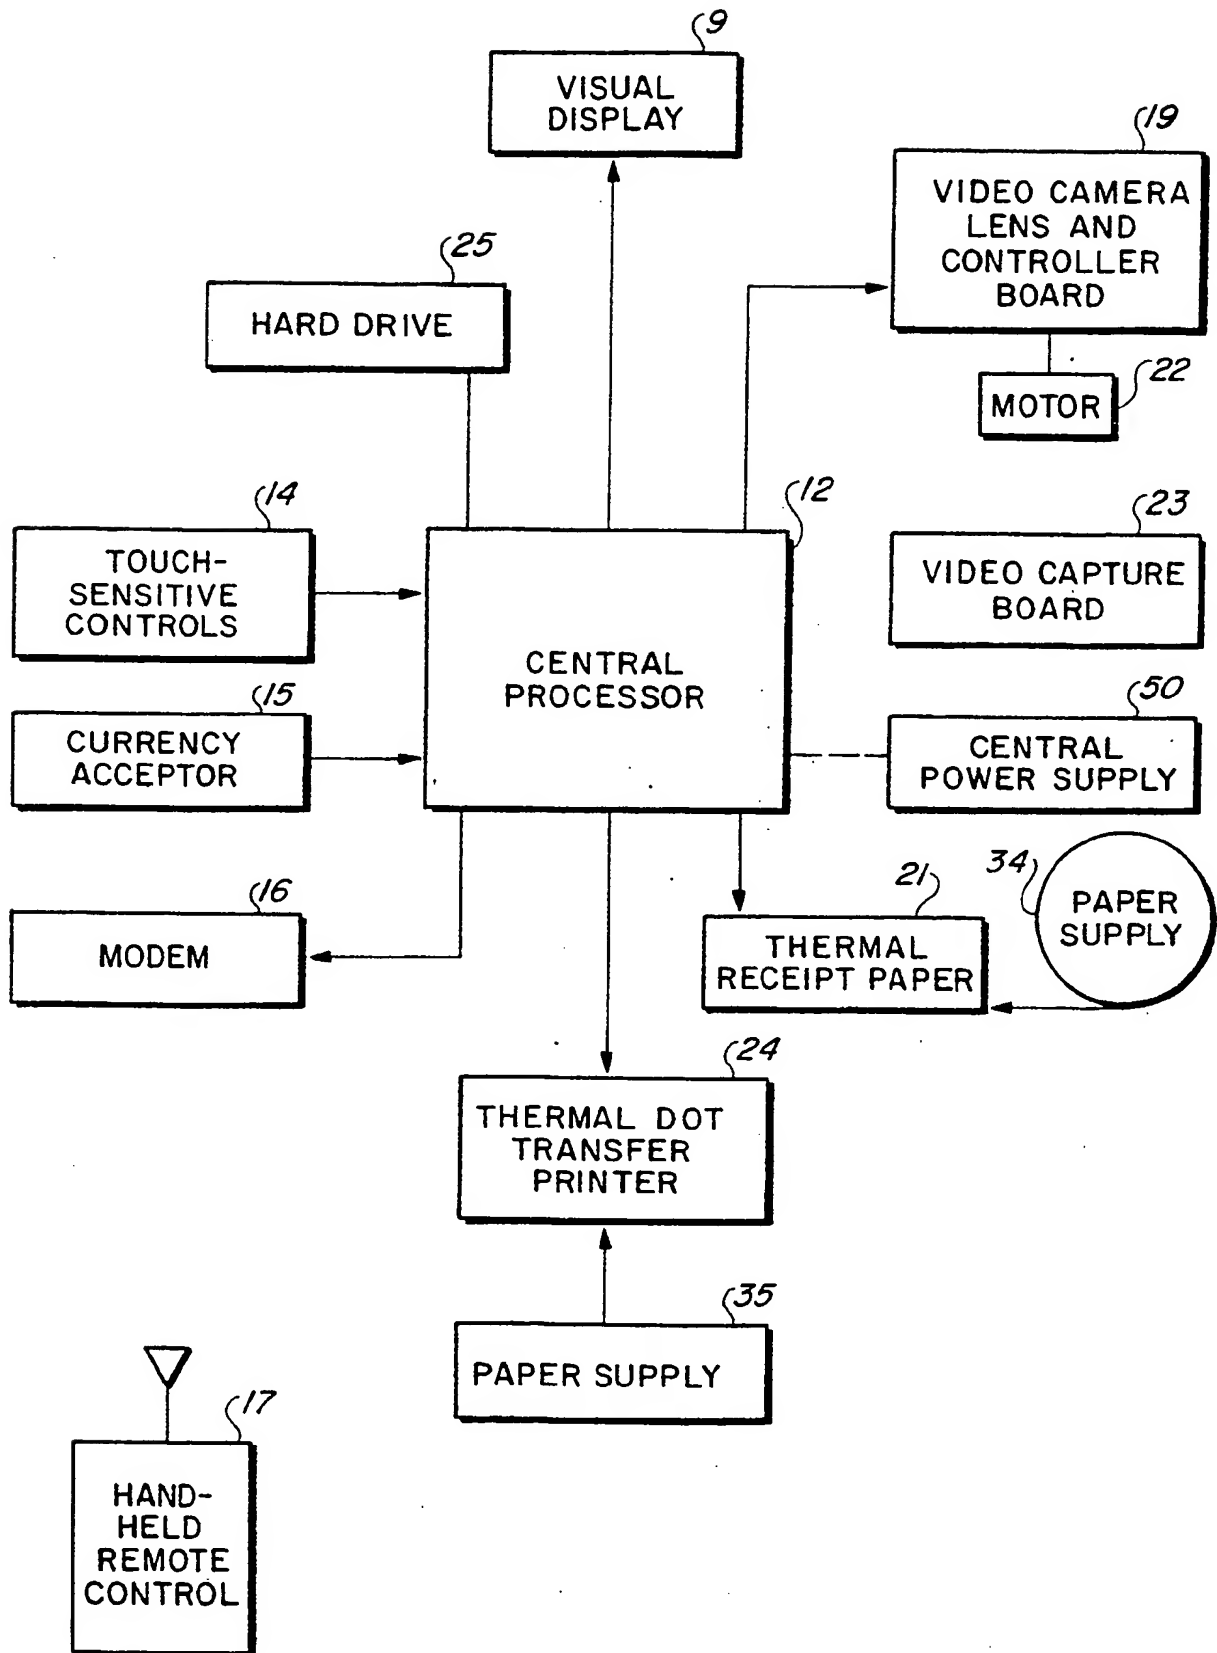 9
VISUAL
DISPLAY
19
VIDEO CAMERA
LENS AND
CONTROLLER
BOARD
25
HARD DRIVE
22
MOTOR
14
TOUCH-
SENSITIVE
CONTROLS
12
CENTRAL
PROCESSOR
23
VIDEO CAPTURE
BOARD
15
CURRENCY
ACCEPTOR
50
CENTRAL
POWER SUPPLY
16
MODEM
21
THERMAL
RECEIPT PAPER
34
PAPER
SUPPLY
24
THERMAL DOT
TRANSFER
PRINTER
35
PAPER SUPPLY
17
HAND-
HELD
REMOTE
CONTROL